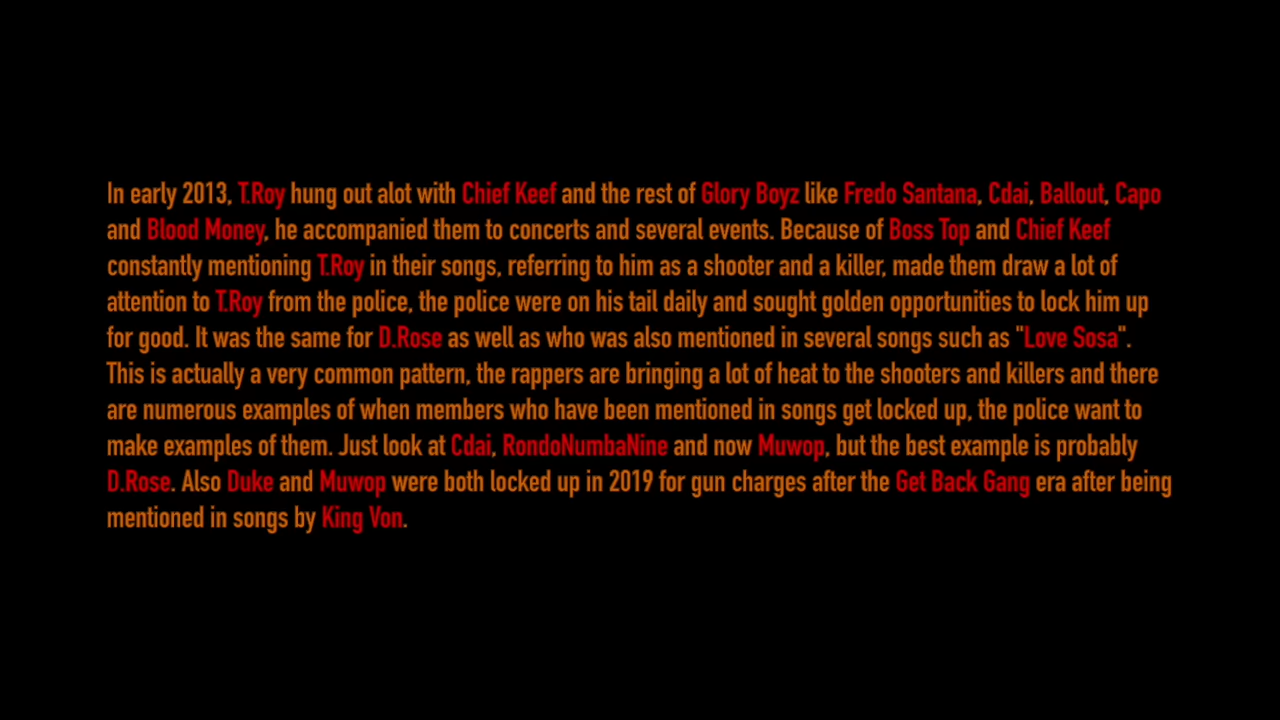 In early 2013, T.Roy hung out alot with Chief Keef and the rest of Glory Boyz like Fredo Santana, Cdai, Ballout, Capo
and Blood Money, he accompanied them to concerts and several events. Because of Boss Top and Chief Keef
constantly mentioning T.Roy in their songs, referring to him as a shooter and a killer, made them draw a lot of
attention to T.Roy from the police, the police were on his tail daily and sought golden opportunities to lock him up
for good. It was the same for D.Rose as well as who was also mentioned in several songs such as "Love Sosa".
This is actually a very common pattern, the rappers are bringing a lot of heat to the shooters and killers and there
are numerous examples of when members who have been mentioned in songs get locked up, the police want to
make examples of them. Just look at Cdai, RondoNumbaNine and now Muwop, but the best example is probably
D.Rose. Also Duke and Muwop were both locked up in 2019 for gun charges after the Get Back Gang era after being
mentioned in songs by King Von.